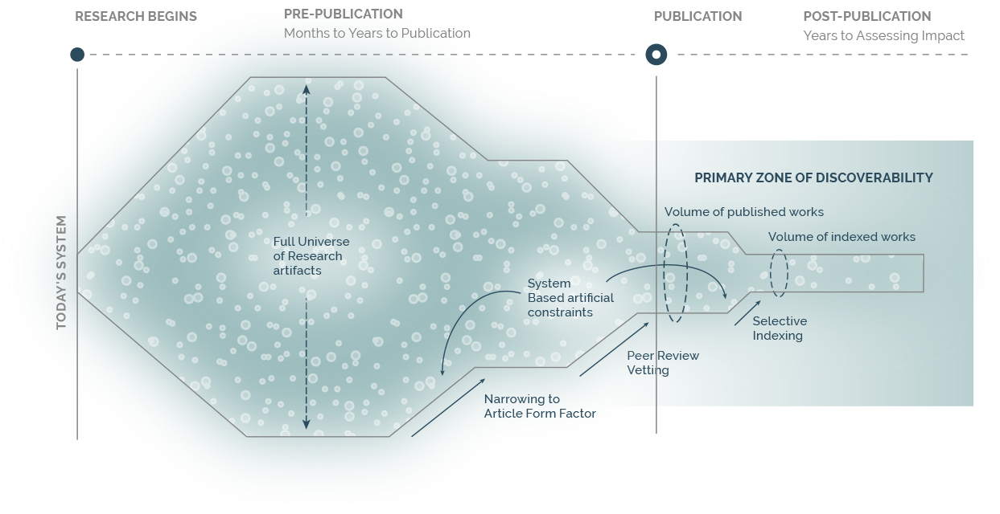 RESEARCH BEGINS
PRE-PUBLICATION
Months to Years to Publication
PUBLICATION
POST-PUBLICATION
Years to Assessing Impact
TODAY'S SYSTEM
PRIMARY ZONE OF DISCOVERABILITY
Volume of published works
Volume of indexed works
Full Universe
of Research
artifacts
System
Based artificial
constraints
Selective
Indexing
Peer Review
Vetting
Narrowing to
Article Form Factor